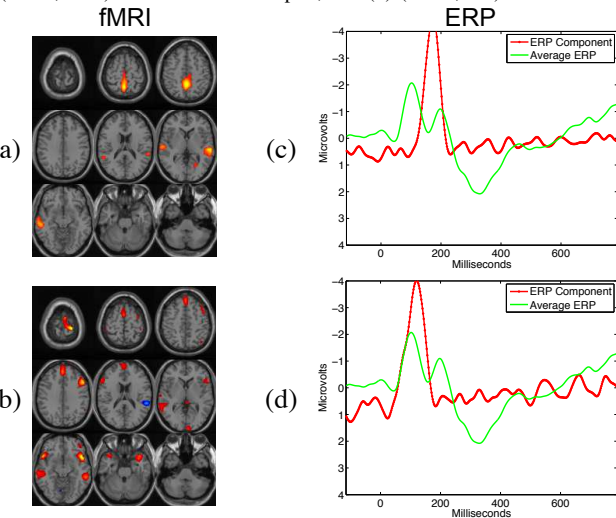 fMRI
ERP
a)
(c)
ERP Component
Average ERP
Microvolts
−4
−3
−2
−1
0
1
2
3
4
0 200 400 600
Milliseconds
b)
(d)
ERP Component
Average ERP
Microvolts
−4
−3
−2
−1
0
1
2
3
4
0 200 400 600
Milliseconds